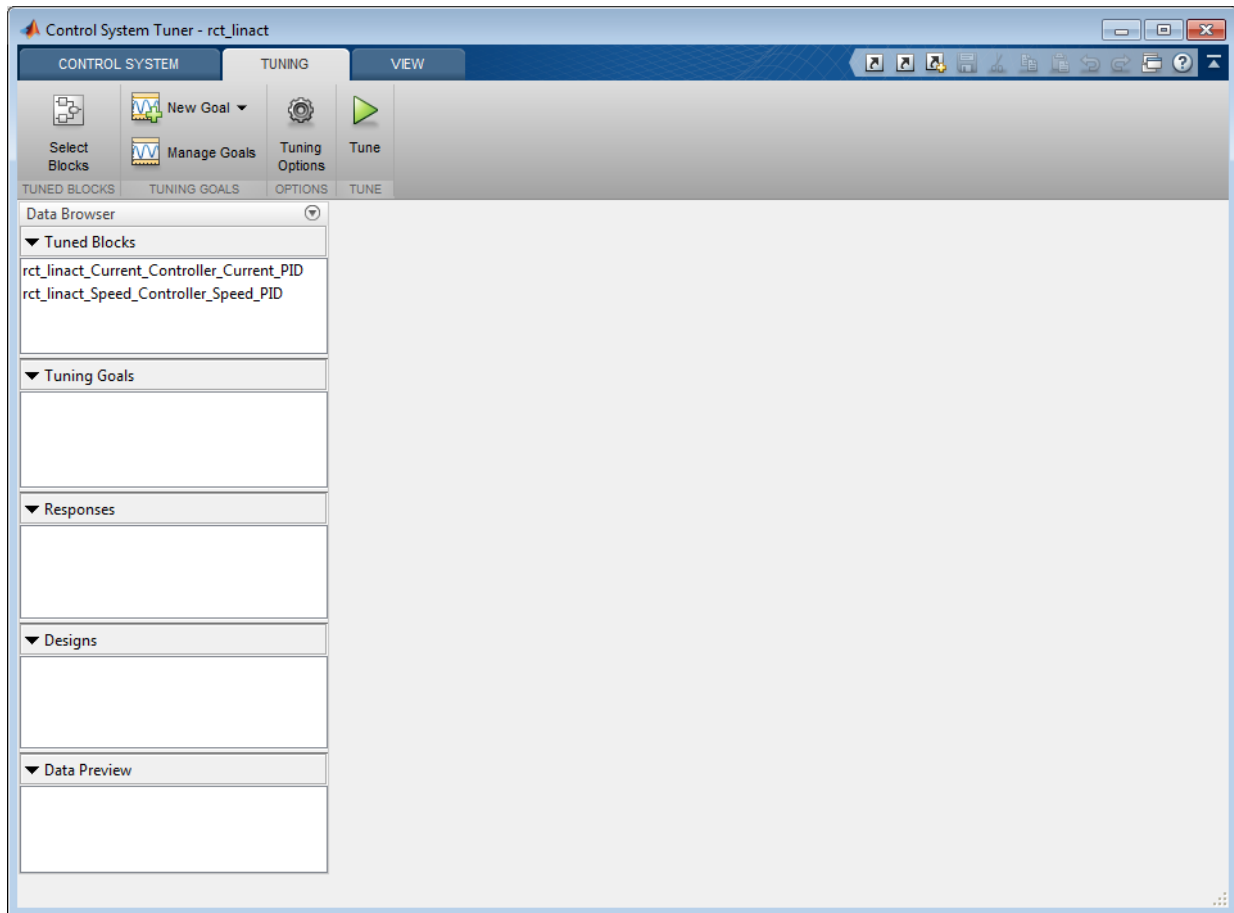 Control System Tuner - rct_linact
CONTROL SYSTEM TUNING VIEW
?
New Goal
Select Blocks
Manage Goals
Tuning Options
Tune
TUNED BLOCKS TUNING GOALS OPTIONS TUNE
Data Browser
Tuned Blocks
rct_linact_Current_Controller_Current_PID
rct_linact_Speed_Controller_Speed_PID
Tuning Goals
Responses
Designs
Data Preview